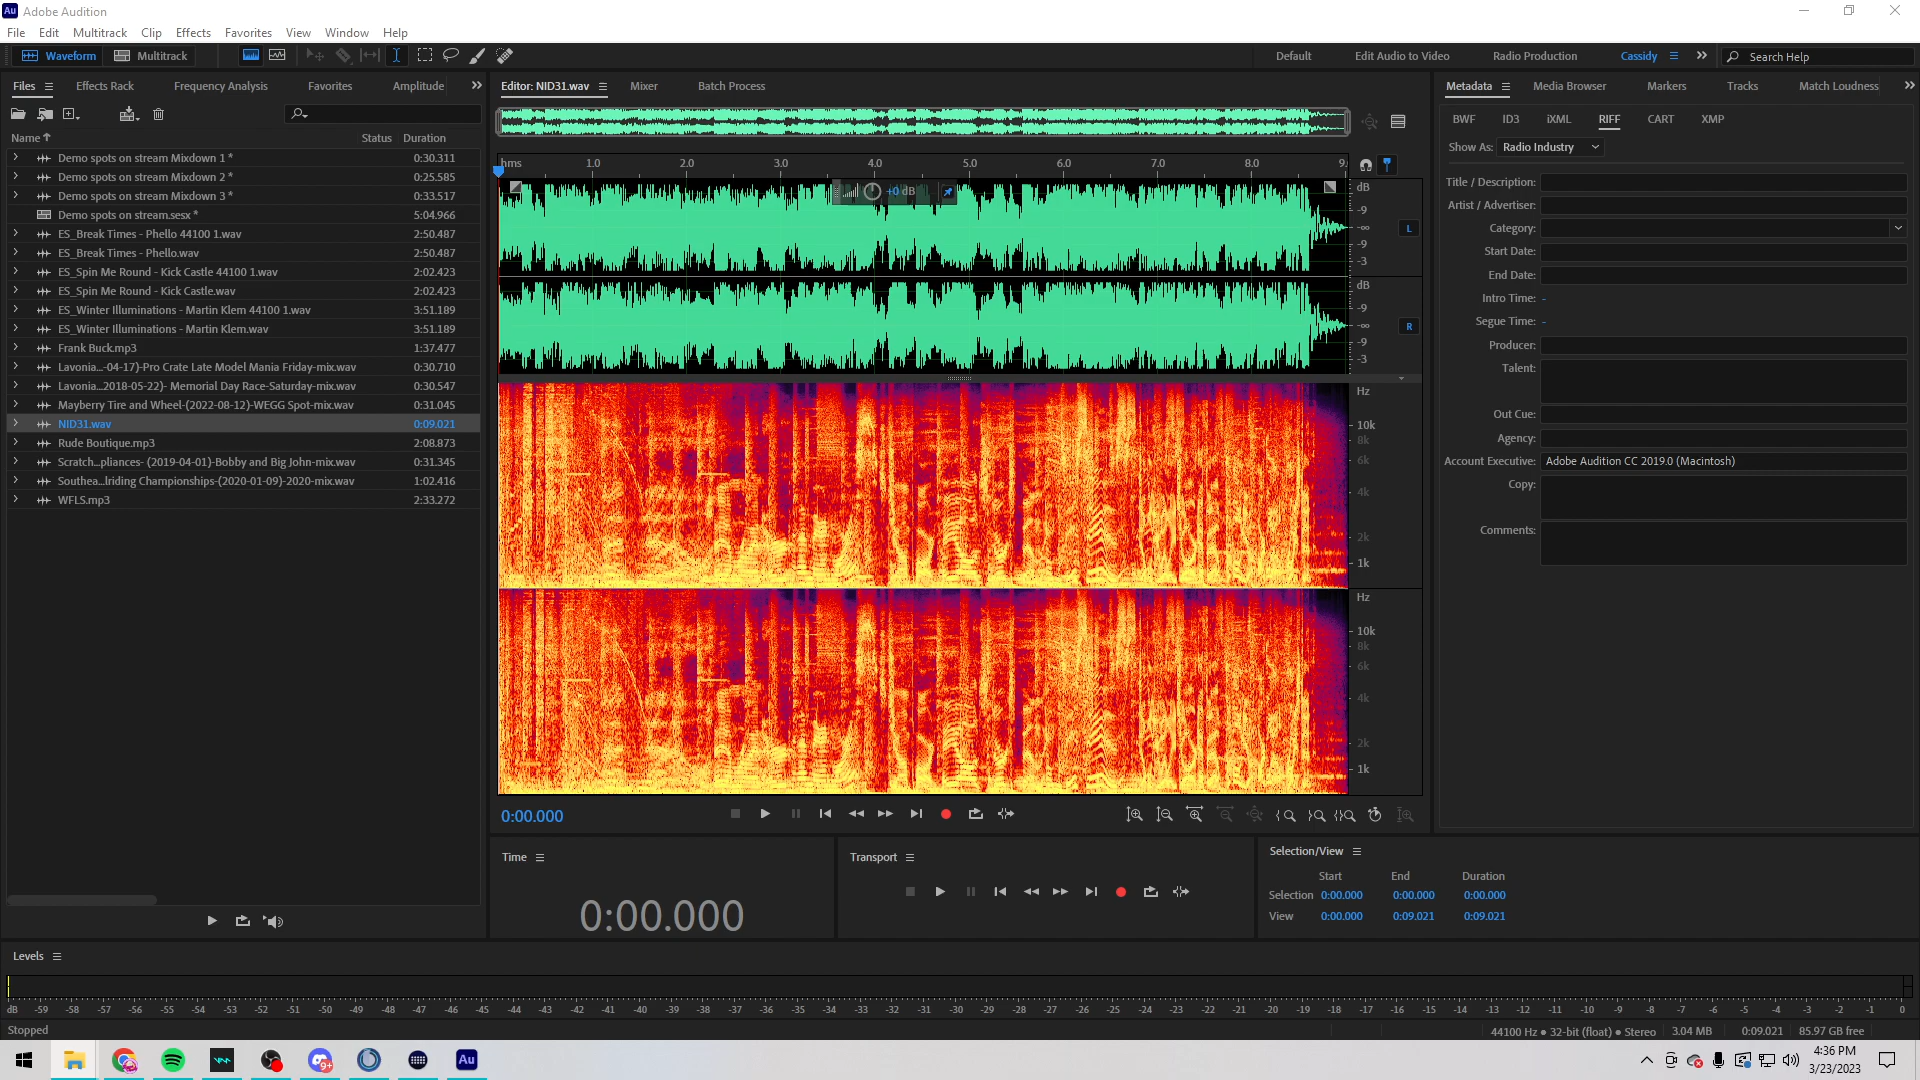 Au Adobe Audition
File Edit Multitrack Clip Effects Favorites View Window Help
Waveform Multitrack Default Edit Audio to Video Radio Production Cassidy Search Help
Files Effects Rack Frequency Analysis Favorites Amplitude
Editor: NID31.wav Mixer Batch Process
Metadata Media Browser Markers Tracks Match Loudness
Name Status Duration
Demo spots on stream Mixdown 1 * 0:30.311
Demo spots on stream Mixdown 2 * 0:25.585
Demo spots on stream Mixdown 3 * 0:33.517
Demo spots on stream.sesx * 5:04.966
ES_Break Times - Phello 44100 1.wav 2:50.487
ES_Break Times - Phello.wav 2:50.487
ES_Spin Me Round - Kick Castle 44100 1.wav 2:02.423
ES_Spin Me Round - Kick Castle.wav 2:02.423
ES_Winter Illuminations - Martin Klem 44100 1.wav 3:51.189
ES_Winter Illuminations - Martin Klem.wav 3:51.189
Frank Buck.mp3 1:37.477
Lavonia...-04-17)-Pro Crate Late Model Mania Friday-mix.wav 0:30.710
Lavonia...2018-05-22)- Memorial Day Race-Saturday-mix.wav 0:30.547
Mayberry Tire and Wheel-(2022-08-12)-WEGG Spot-mix.wav 0:31.045
NID31.wav 0:09.021
Rude Boutique.mp3 2:08.873
Scratch...pliances- (2019-04-01)-Bobby and Big John-mix.wav 0:31.345
Southea...lriding Championships-(2020-01-09)-2020-mix.wav 1:02.416
WFLS.mp3 2:33.272
hms 1.0 2.0 3.0 4.0 5.0 6.0 7.0 8.0 9.
+0 dB
dB
-9
-∞ L
-9
-3
dB
-9
-∞ R
-9
-3
Hz
10k
8k
6k
4k
2k
1k
Hz
10k
8k
6k
4k
2k
1k
0:00.000
BWF ID3 iXML RIFF CART XMP
Show As: Radio Industry
Title / Description:
Artist / Advertiser:
Category:
Start Date:
End Date:
Intro Time: -
Segue Time: -
Producer:
Talent:
Out Cue:
Agency:
Account Executive: Adobe Audition CC 2019.0 (Macintosh)
Copy:
Comments:
Time
0:00.000
Transport
Selection/View
Start End Duration
Selection 0:00.000 0:00.000 0:00.000
View 0:00.000 0:09.021 0:09.021
Levels
dB -59 -58 -57 -56 -55 -54 -53 -52 -51 -50 -49 -48 -47 -46 -45 -44 -43 -42 -41 -40 -39 -38 -37 -36 -35 -34 -33 -32 -31 -30 -29 -28 -27 -26 -25 -24 -23 -22 -21 -20 -19 -18 -17 -16 -15 -14 -13 -12 -11 -10 -9 -8 -7 -6 -5 -4 -3 -2 -1 0
Stopped 44100 Hz ● 32-bit (float) ● Stereo 3.04 MB 0:09.021 85.97 GB free
9+ Au
4:36 PM
3/23/2023